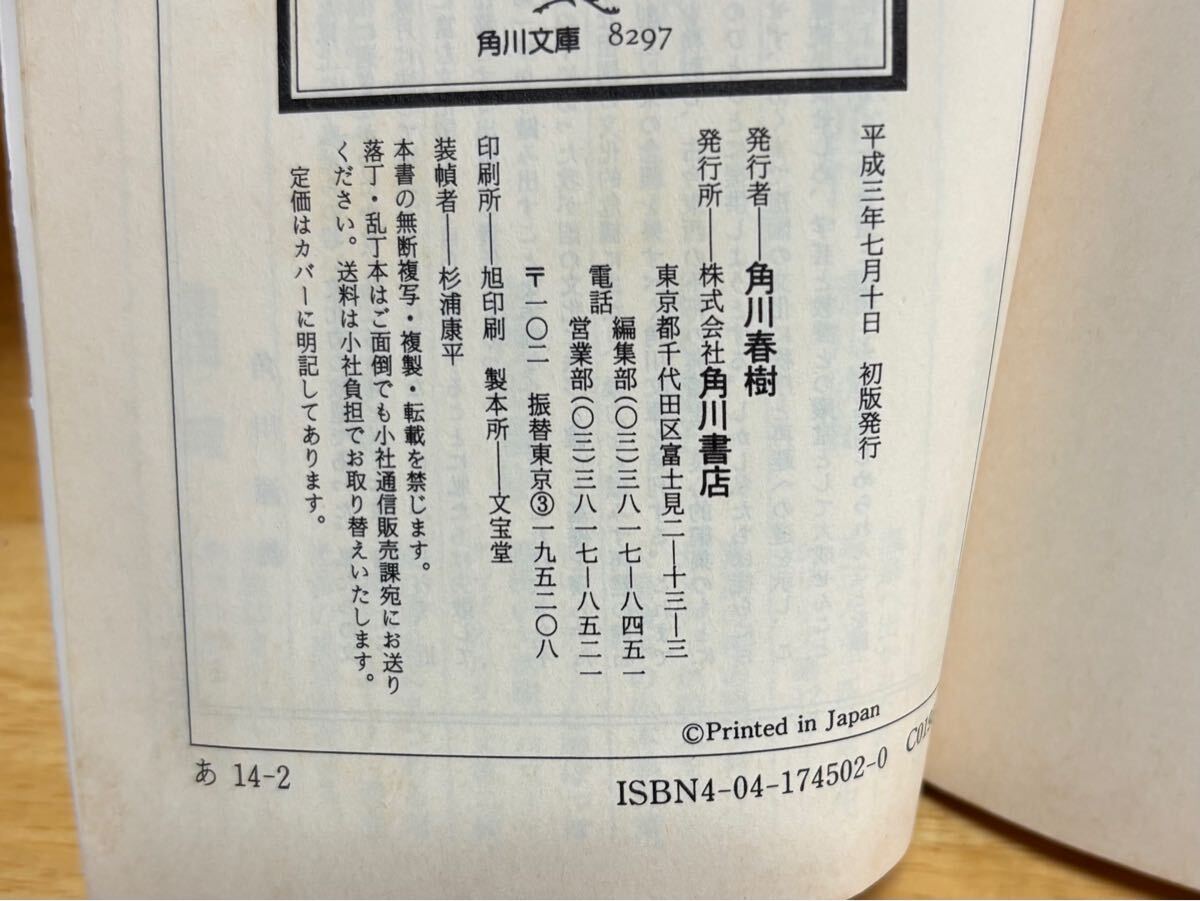 角川文庫 8297
平成三年七月十日 初版発行
発行者――角川春樹
発行所――株式会社角川書店
東京都千代田区富士見二―十三―三
電話 編集部(〇三)三八一七―八四五一
営業部(〇三)三八一七―八五二一
〒一〇二 振替東京③一九五二〇八
印刷所――旭印刷 製本所――文宝堂
装幀者――杉浦康平
本書の無断複写・複製・転載を禁じます。
落丁・乱丁本はご面倒でも小社通信販売課宛にお送り
ください。送料は小社負担でお取り替えいたします。
定価はカバーに明記してあります。
©Printed in Japan
あ 14-2
ISBN4-04-174502-0